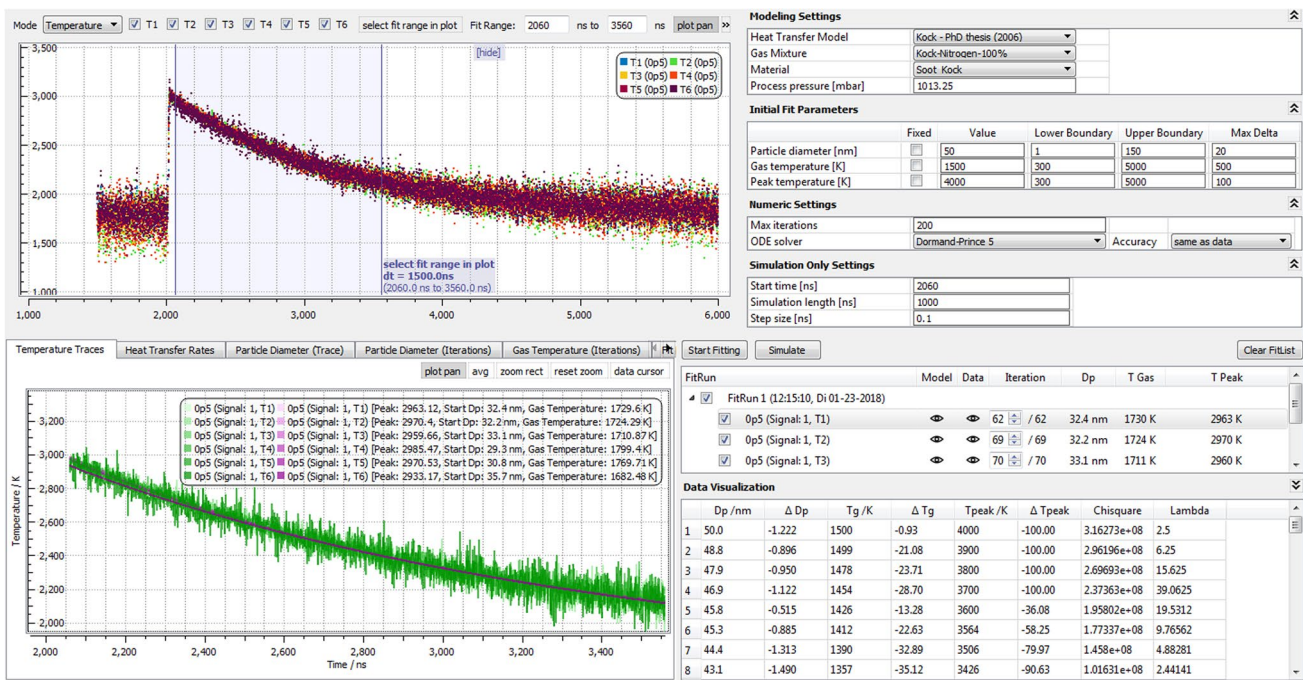 Mode Temperature T1 T2 T3 T4 T5 T6 select fit range in plot Fit Range: 2060 ns to 3560 ns plot pan »
[hide]
T1 (0p5) T2 (0p5)
T3 (0p5) T4 (0p5)
T5 (0p5) T6 (0p5)
3,500
3,000
2,500
2,000
1,500
1,000
select fit range in plot
dt = 1500.0ns
(2060.0 ns to 3560.0 ns)
1,000 2,000 3,000 4,000 5,000 6,000
Modeling Settings
Heat Transfer Model Kock - PhD thesis (2006)
Gas Mixture Kock-Nitrogen-100%
Material Soot_Kock
Process pressure [mbar] 1013.25
Initial Fit Parameters
Fixed Value Lower Boundary Upper Boundary Max Delta
Particle diameter [nm] 50 1 150 20
Gas temperature [K] 1500 300 5000 500
Peak temperature [K] 4000 300 5000 100
Numeric Settings
Max iterations 200
ODE solver Dormand-Prince 5 Accuracy same as data
Simulation Only Settings
Start time [ns] 2060
Simulation length [ns] 1000
Step size [ns] 0.1
Temperature Traces Heat Transfer Rates Particle Diameter (Trace) Particle Diameter (Iterations) Gas Temperature (Iterations)
plot pan avg zoom rect reset zoom data cursor
0p5 (Signal: 1, T1) 0p5 (Signal: 1, T1) [Peak: 2963.12, Start Dp: 32.4 nm, Gas Temperature: 1729.6 K]
0p5 (Signal: 1, T2) 0p5 (Signal: 1, T2) [Peak: 2970.4, Start Dp: 32.2 nm, Gas Temperature: 1724.29 K]
0p5 (Signal: 1, T3) 0p5 (Signal: 1, T3) [Peak: 2959.66, Start Dp: 33.1 nm, Gas Temperature: 1710.87 K]
0p5 (Signal: 1, T4) 0p5 (Signal: 1, T4) [Peak: 2985.47, Start Dp: 29.3 nm, Gas Temperature: 1799.4 K]
0p5 (Signal: 1, T5) 0p5 (Signal: 1, T5) [Peak: 2970.53, Start Dp: 30.8 nm, Gas Temperature: 1769.71 K]
0p5 (Signal: 1, T6) 0p5 (Signal: 1, T6) [Peak: 2933.17, Start Dp: 35.7 nm, Gas Temperature: 1682.48 K]
Temperature / K
3,200
3,000
2,800
2,600
2,400
2,200
2,000
2,000 2,200 2,400 2,600 2,800 3,000 3,200 3,400
Time / ns
Start Fitting Simulate Clear FitList
FitRun Model Data Iteration Dp T Gas T Peak
FitRun 1 (12:15:10, Di 01-23-2018)
0p5 (Signal: 1, T1) 62 / 62 32.4 nm 1730 K 2963 K
0p5 (Signal: 1, T2) 69 / 69 32.2 nm 1724 K 2970 K
0p5 (Signal: 1, T3) 70 / 70 33.1 nm 1711 K 2960 K
Data Visualization
Dp /nm Δ Dp Tg /K Δ Tg Tpeak /K Δ Tpeak Chisquare Lambda
1 50.0 -1.222 1500 -0.93 4000 -100.00 3.16273e+08 2.5
2 48.8 -0.896 1499 -21.08 3900 -100.00 2.96196e+08 6.25
3 47.9 -0.950 1478 -23.71 3800 -100.00 2.69693e+08 15.625
4 46.9 -1.122 1454 -28.70 3700 -100.00 2.37363e+08 39.0625
5 45.8 -0.515 1426 -13.28 3600 -36.08 1.95802e+08 19.5312
6 45.3 -0.885 1412 -22.63 3564 -58.25 1.77337e+08 9.76562
7 44.4 -1.313 1390 -32.89 3506 -79.97 1.458e+08 4.88281
8 43.1 -1.490 1357 -35.12 3426 -90.63 1.01631e+08 2.44141